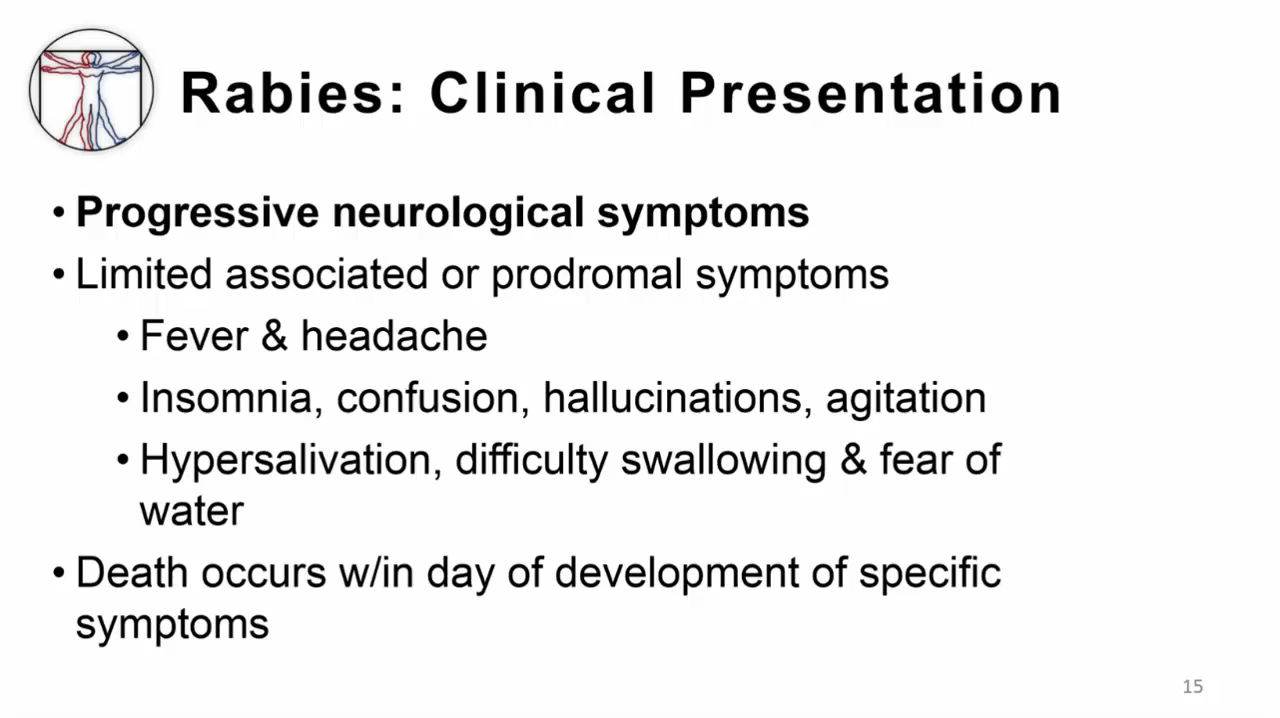 Rabies: Clinical Presentation
• Progressive neurological symptoms
• Limited associated or prodromal symptoms
• Fever & headache
• Insomnia, confusion, hallucinations, agitation
• Hypersalivation, difficulty swallowing & fear of
water
• Death occurs w/in day of development of specific
symptoms
15